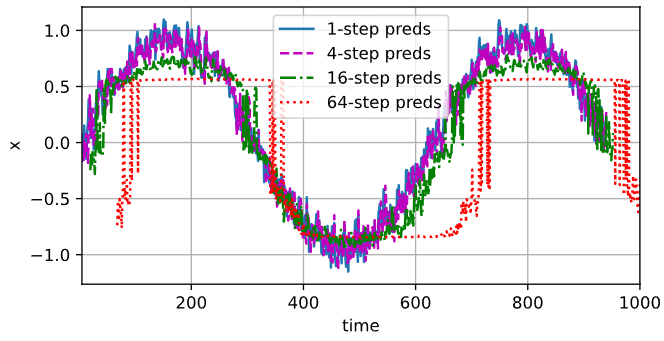 1.0
0.5
0.0
−0.5
−1.0
x
1-step preds
4-step preds
16-step preds
64-step preds
200
400
600
800
1000
time